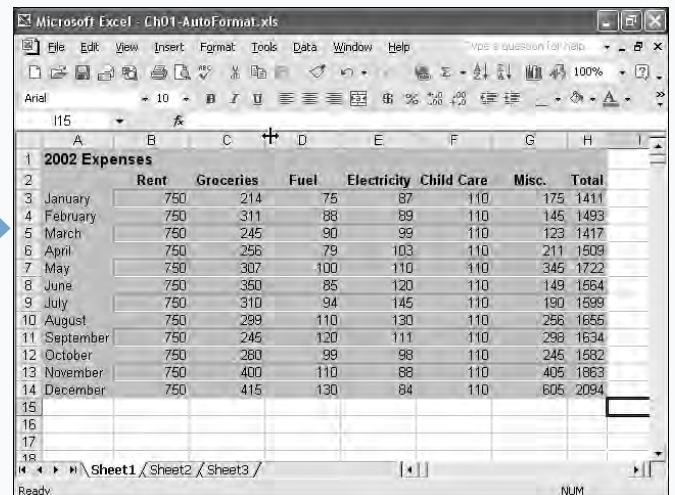 Microsoft Excel - Ch01-AutoFormat.xls
File Edit View Insert Format Tools Data Window Help Type a question for help
100%
Arial 10 B I U
I15 fx
A B C D E F G H I
1 2002 Expenses
2 Rent Groceries Fuel Electricity Child Care Misc. Total
3 January 750 214 75 87 110 175 1411
4 February 750 311 88 89 110 145 1493
5 March 750 245 90 99 110 123 1417
6 April 750 256 79 103 110 211 1509
7 May 750 307 100 110 110 345 1722
8 June 750 350 85 120 110 149 1564
9 July 750 310 94 145 110 190 1599
10 August 750 299 110 130 110 256 1655
11 September 750 245 120 111 110 298 1634
12 October 750 280 99 98 110 245 1582
13 November 750 400 110 88 110 405 1863
14 December 750 415 130 84 110 605 2094
15
16
17
18
Sheet1 / Sheet2 / Sheet3 /
Ready NUM